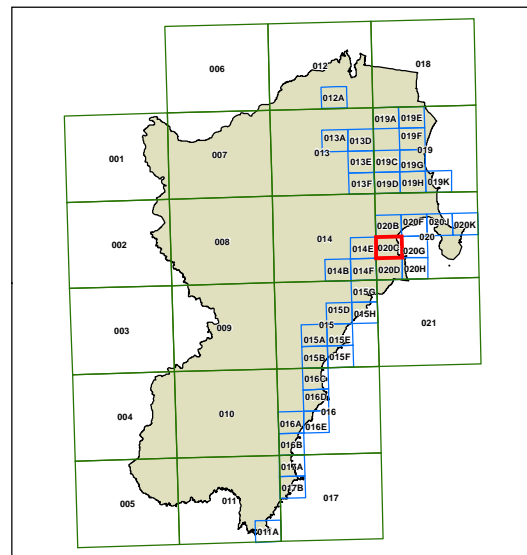 012
018
006
012A
019A 019E
013A 013D 019F
001 007 013 019
013E 019C 019G
013F 019D 019H 019K
020B 020F 020J 020K
002 008 014 014E 020C 020 020G
014B 014F 020D 020H
015G
003 009 015D 015H 021
015
015A 015E
015B 015F
016C
004 010 016D
016A 016E 016
016B
017A
005 011 017B 017
011A